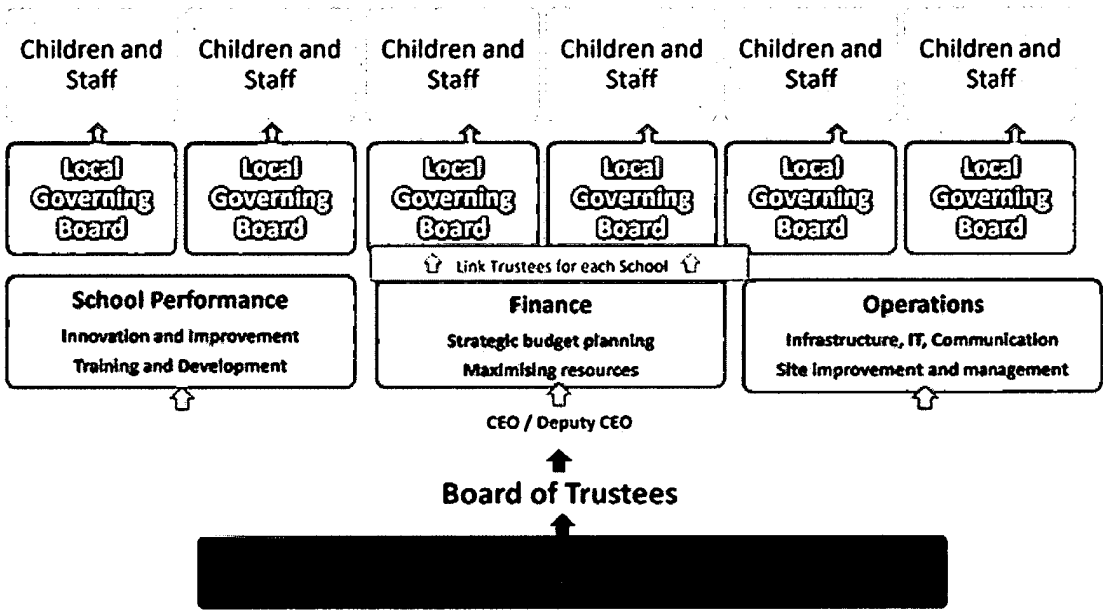 Children and
Staff
Children and
Staff
Children and
Staff
Children and
Staff
Children and
Staff
Children and
Staff
Local
Governing
Board
Local
Governing
Board
Local
Governing
Board
Local
Governing
Board
Local
Governing
Board
Local
Governing
Board
Link Trustees for each School
School Performance
Innovation and Improvement
Training and Development
Finance
Strategic budget planning
Maximising resources
Operations
Infrastructure, IT, Communication
Site improvement and management
CEO / Deputy CEO
Board of Trustees